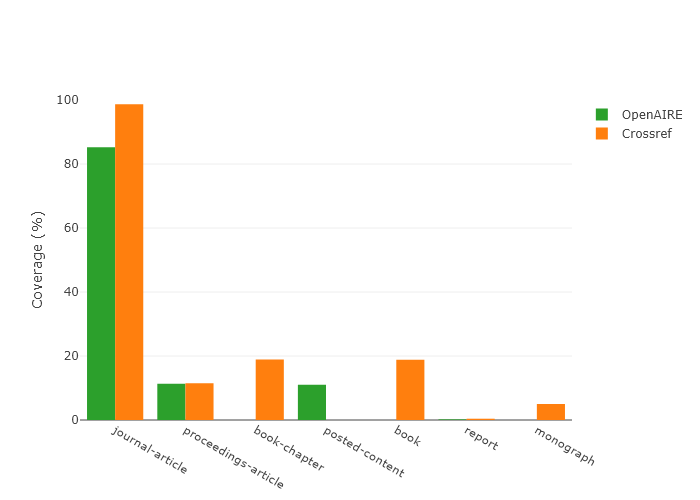 100
80
60
40
20
0
Coverage (%)
OpenAIRE
Crossref
journal-article
proceedings-article
book-chapter
posted-content
book
report
monograph